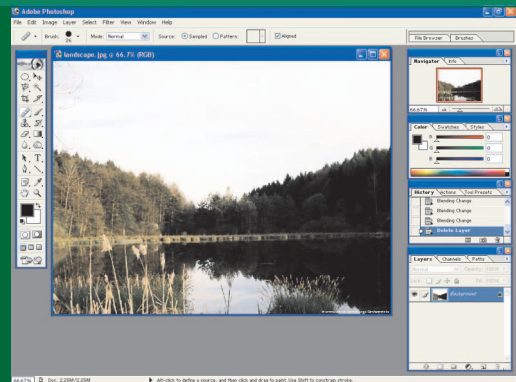 Adobe Photoshop
File Edit Image Layer Select Filter View Window Help
Brush: 26 Mode: Normal Source: Sampled Pattern: Aligned
File Browser Brushes
landscape.jpg @ 66.7% (RGB)
Navigator Info
66.67%
Color Swatches Styles
R 0
G 0
B 0
History Actions Tool Presets
Blending Change
Blending Change
Blending Change
Delete Layer
Layers Channels Paths
Normal Opacity: 100%
Lock: Fill: 100%
Background
66.67% Doc: 2.25M/2.25M Alt-click to define a source, and then click and drag to paint. Use Shift to constrain stroke.